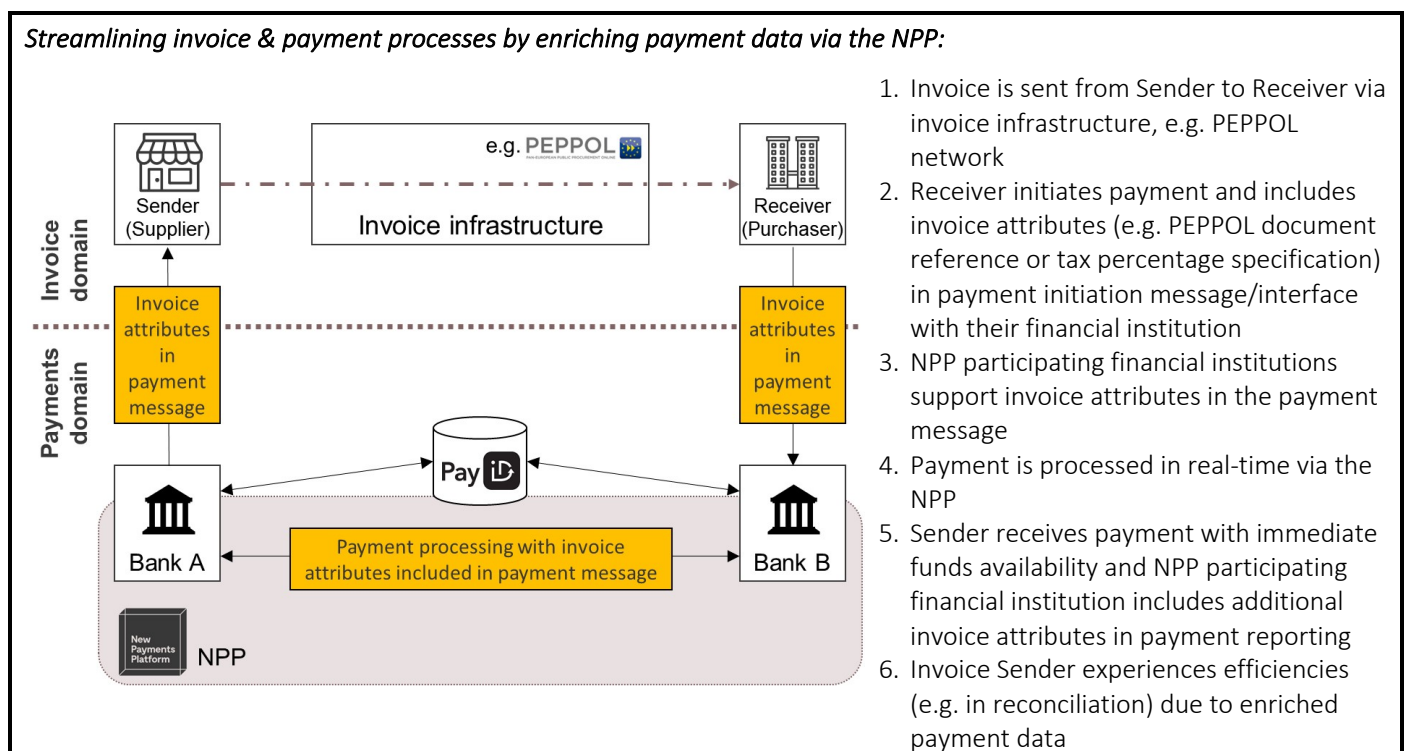 Streamlining invoice & payment processes by enriching payment data via the NPP:
e.g. PEPPOL
PAN-EUROPEAN PUBLIC PROCUREMENT ONLINE
Sender
(Supplier)
Invoice infrastructure
Receiver
(Purchaser)
Invoice
domain
Payments
domain
Invoice
attributes
in
payment
message
Invoice
attributes
in
payment
message
Pay iD
Bank A
Payment processing with invoice
attributes included in payment message
Bank B
New
Payments
Platform
NPP
1. Invoice is sent from Sender to Receiver via
invoice infrastructure, e.g. PEPPOL
network
2. Receiver initiates payment and includes
invoice attributes (e.g. PEPPOL document
reference or tax percentage specification)
in payment initiation message/interface
with their financial institution
3. NPP participating financial institutions
support invoice attributes in the payment
message
4. Payment is processed in real-time via the
NPP
5. Sender receives payment with immediate
funds availability and NPP participating
financial institution includes additional
invoice attributes in payment reporting
6. Invoice Sender experiences efficiencies
(e.g. in reconciliation) due to enriched
payment data